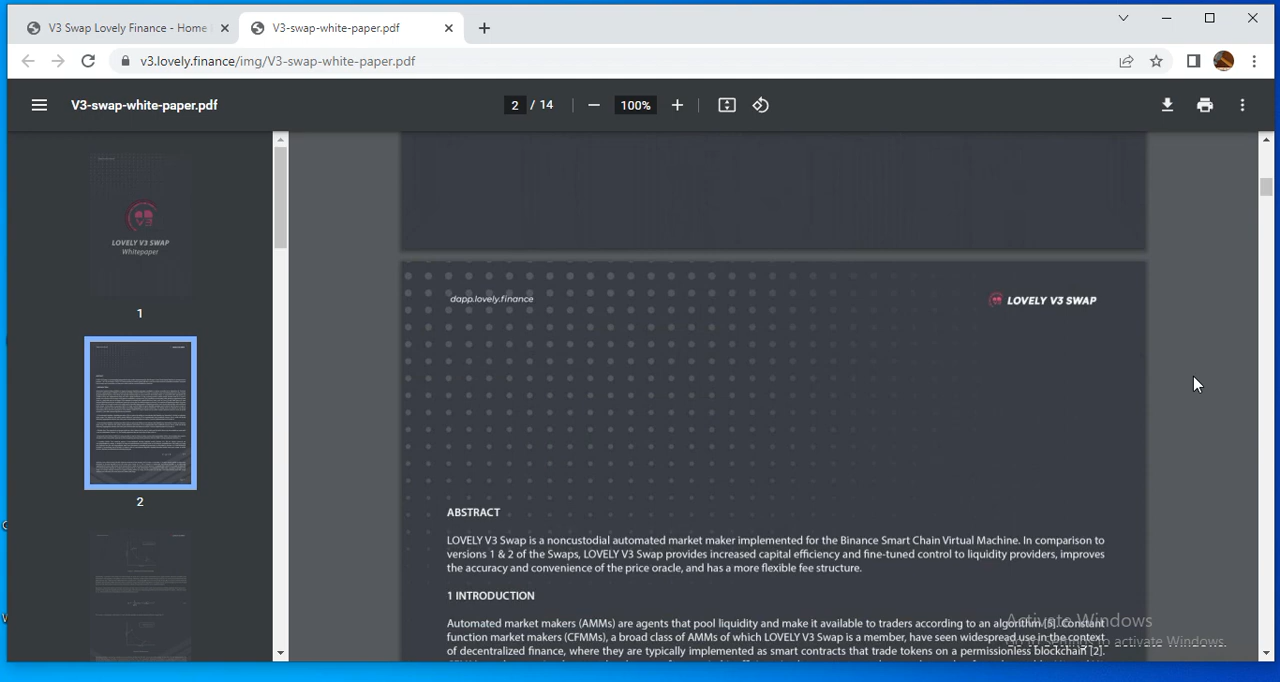 V3 Swap Lovely Finance - Home
V3-swap-white-paper.pdf
v3.lovely.finance/img/V3-swap-white-paper.pdf
V3-swap-white-paper.pdf
2 / 14
100%
LOVELY V3 SWAP
Whitepaper
1
2
dapp.lovely.finance
LOVELY V3 SWAP
ABSTRACT
LOVELY V3 Swap is a noncustodial automated market maker implemented for the Binance Smart Chain Virtual Machine. In comparison to
versions 1 & 2 of the Swaps, LOVELY V3 Swap provides increased capital efficiency and fine-tuned control to liquidity providers, improves
the accuracy and convenience of the price oracle, and has a more flexible fee structure.
1 INTRODUCTION
Automated market makers (AMMs) are agents that pool liquidity and make it available to traders according to an algorithm [5]. Constant
function market makers (CFMMs), a broad class of AMMs of which LOVELY V3 Swap is a member, have seen widespread use in the context
of decentralized finance, where they are typically implemented as smart contracts that trade tokens on a permissionless blockchain [2].
Activate Windows
Go to Settings to activate Windows.